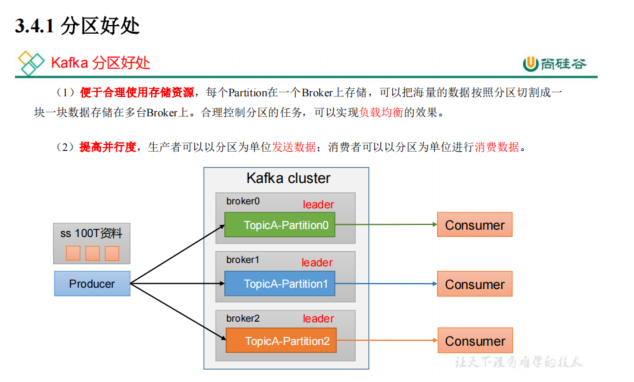 3.4.1 分区好处
Kafka 分区好处
尚硅谷
（1）便于合理使用存储资源，每个Partition在一个Broker上存储，可以把海量的数据按照分区切割成一
块一块数据存储在多台Broker上。合理控制分区的任务，可以实现负载均衡的效果。
（2）提高并行度，生产者可以以分区为单位发送数据；消费者可以以分区为单位进行消费数据。
Kafka cluster
broker0
leader
TopicA-Partition0
Consumer
ss 100T资料
Producer
broker1
leader
TopicA-Partition1
Consumer
broker2
leader
TopicA-Partition2
Consumer
让天下没有难学的技术